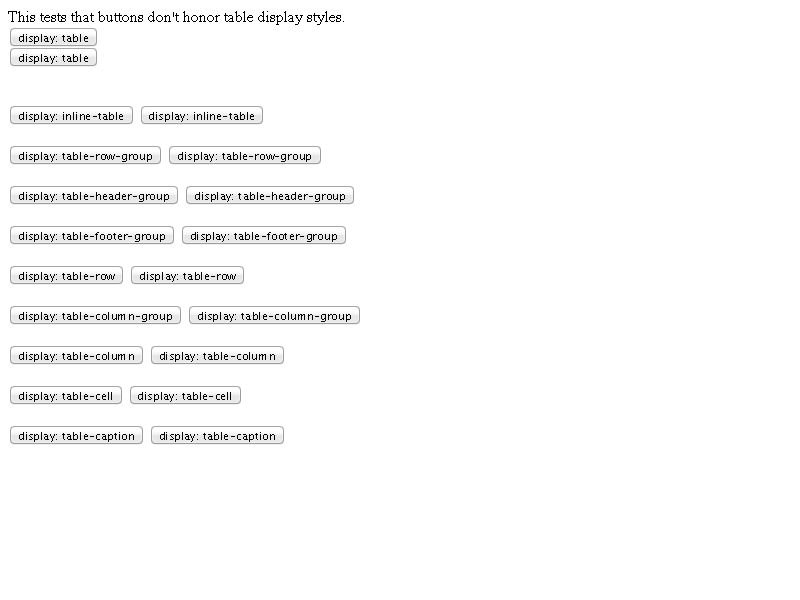 This tests that buttons don't honor table display styles.
display: table
display: table
display: inline-table display: inline-table
display: table-row-group display: table-row-group
display: table-header-group display: table-header-group
display: table-footer-group display: table-footer-group
display: table-row display: table-row
display: table-column-group display: table-column-group
display: table-column display: table-column
display: table-cell display: table-cell
display: table-caption display: table-caption